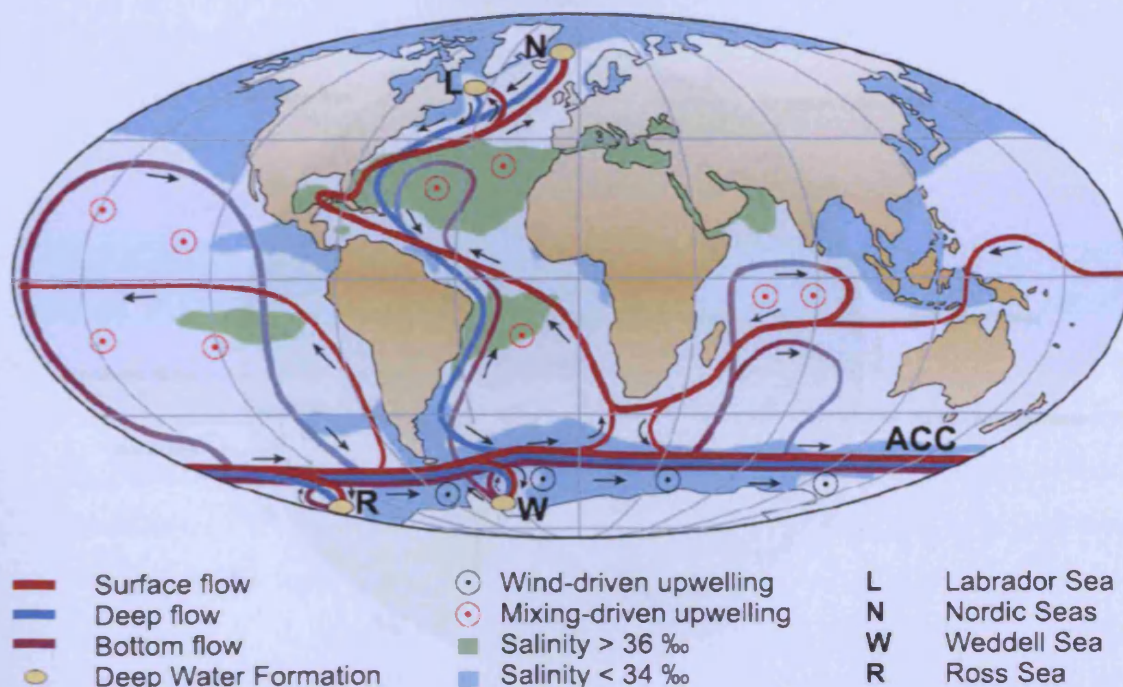 N
L
ACC
R
W
Surface flow
Deep flow
Bottom flow
Deep Water Formation
Wind-driven upwelling
Mixing-driven upwelling
Salinity > 36 ‰
Salinity < 34 ‰
L Labrador Sea
N Nordic Seas
W Weddell Sea
R Ross Sea